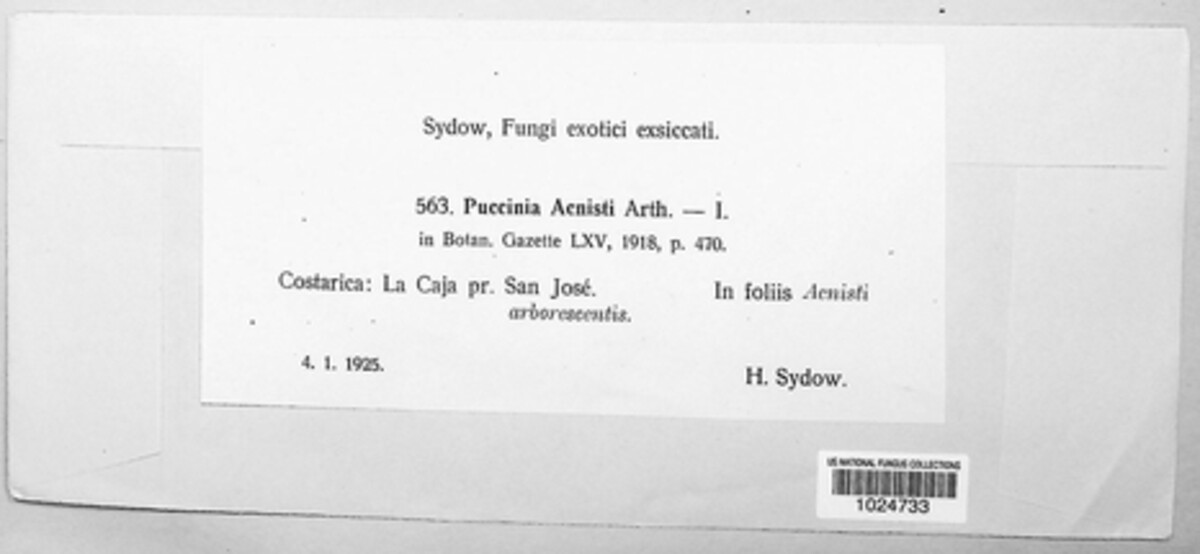 Sydow, Fungi exotici exsiccati.
563. Puccinia Acnisti Arth. — I.
in Botan. Gazette LXV, 1918, p. 470.
Costarica: La Caja pr. San José. In foliis Acnisti
arborescentis.
4. 1. 1925.
H. Sydow.
US NATIONAL FUNGUS COLLECTIONS
1024733